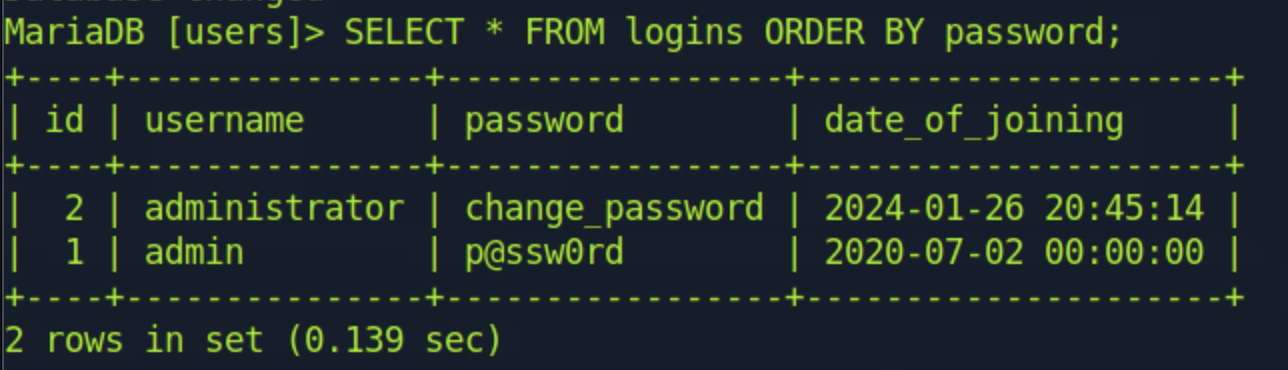 MariaDB [users]> SELECT * FROM logins ORDER BY password;
+----+---------------+-----------------+---------------------+
| id | username      | password        | date_of_joining     |
+----+---------------+-----------------+---------------------+
|  2 | administrator | change_password | 2024-01-26 20:45:14 |
|  1 | admin         | p@ssw0rd        | 2020-07-02 00:00:00 |
+----+---------------+-----------------+---------------------+
2 rows in set (0.139 sec)